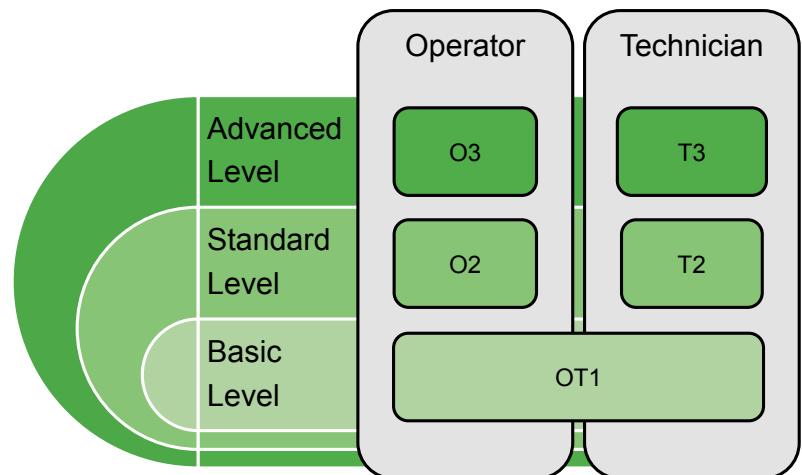 Operator
Technician
Advanced
Level
O3
T3
Standard
Level
O2
T2
Basic
Level
OT1